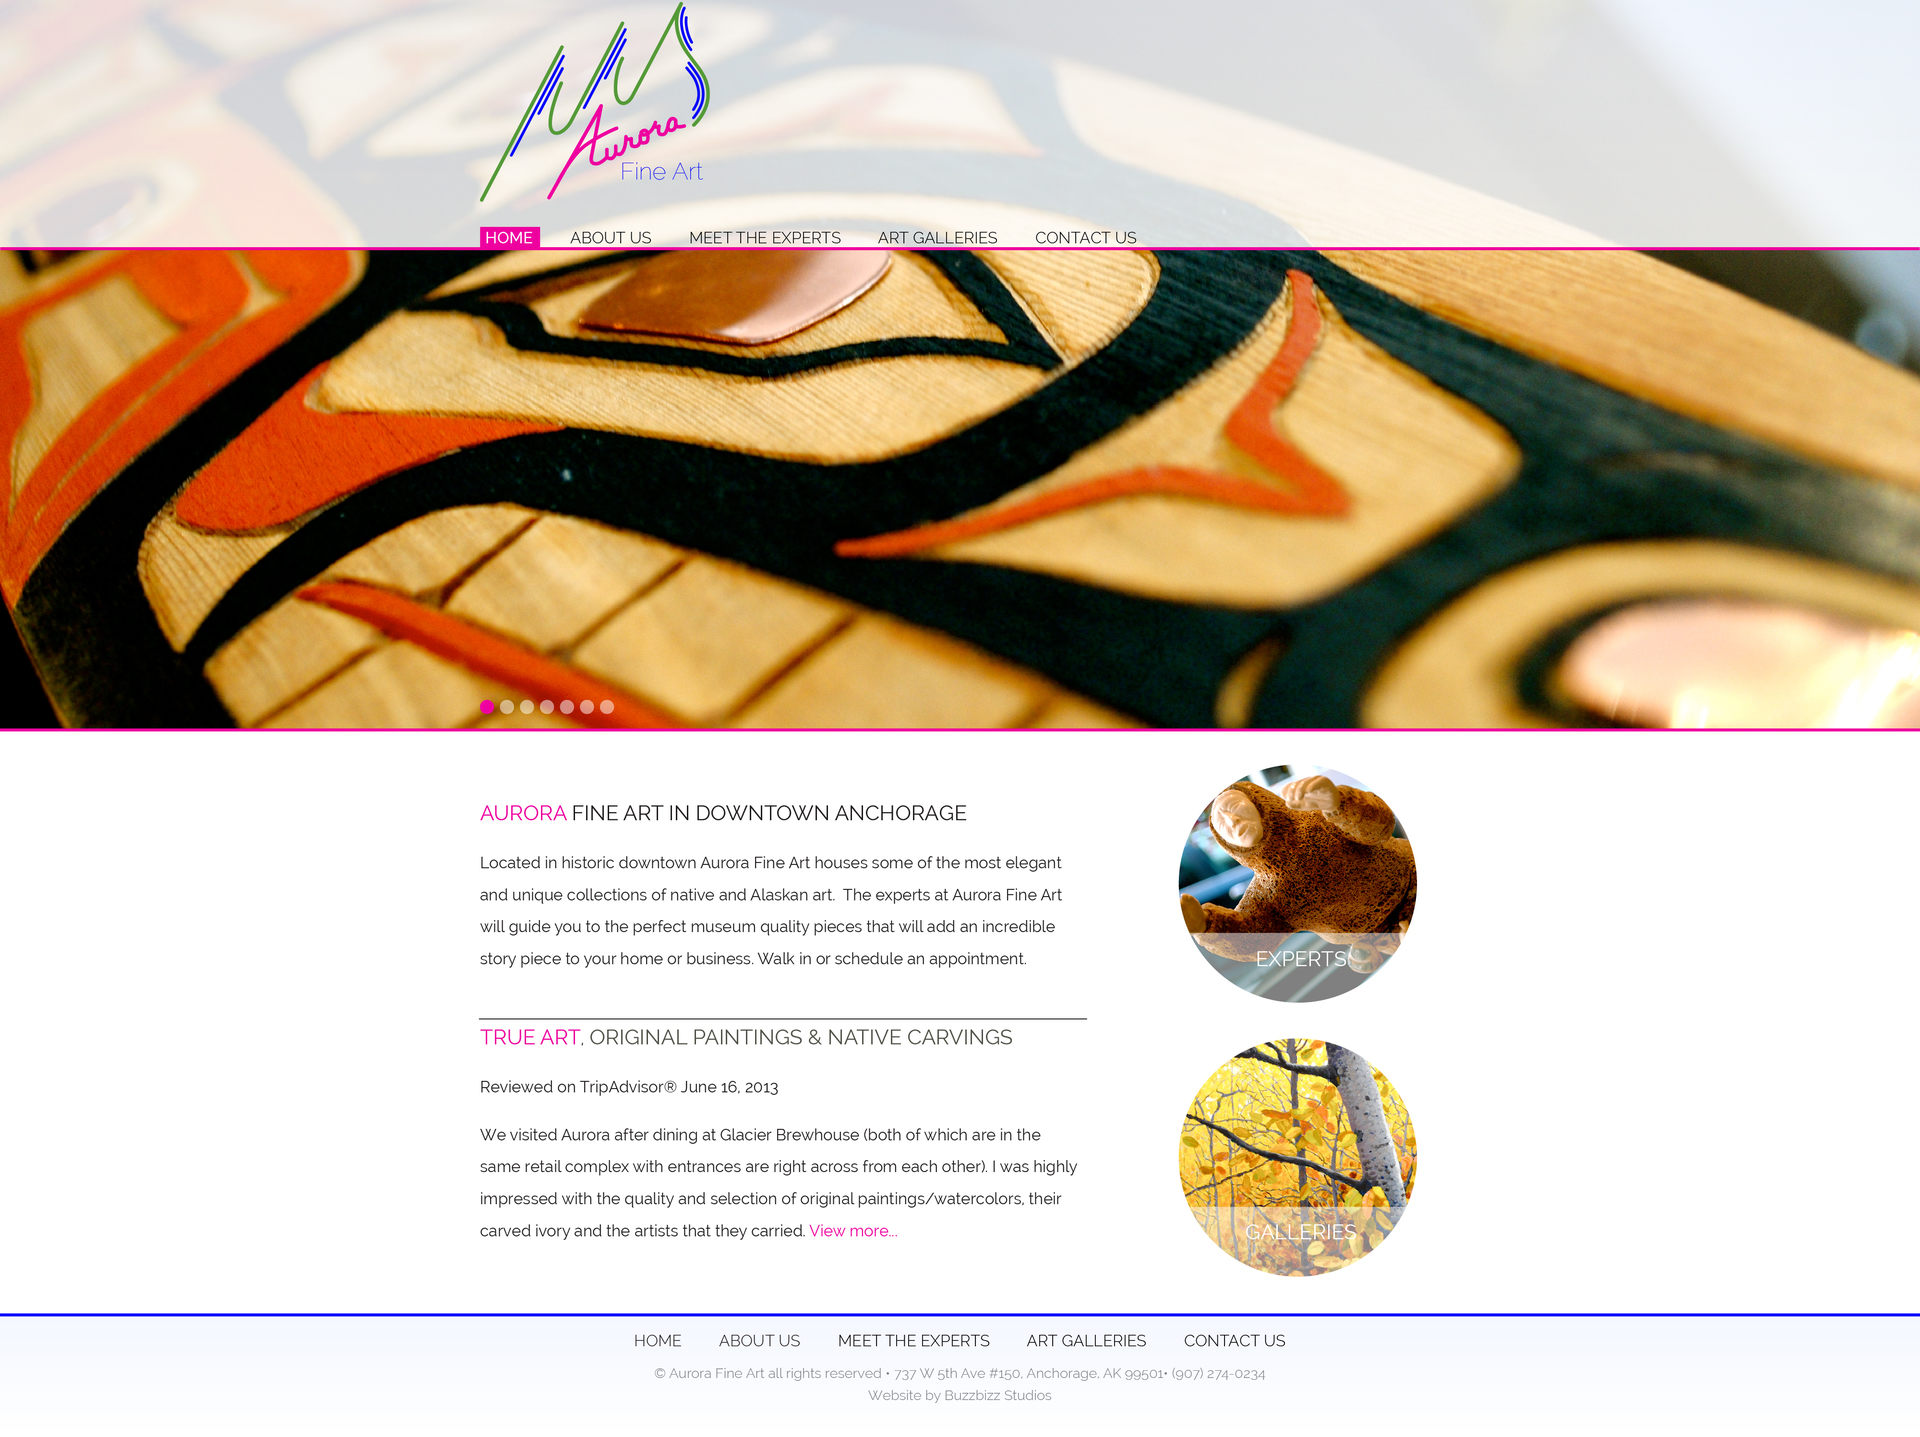 Aurora
Fine Art
HOME ABOUT US MEET THE EXPERTS ART GALLERIES CONTACT US
AURORA FINE ART IN DOWNTOWN ANCHORAGE
Located in historic downtown Aurora Fine Art houses some of the most elegant
and unique collections of native and Alaskan art.  The experts at Aurora Fine Art
will guide you to the perfect museum quality pieces that will add an incredible
story piece to your home or business. Walk in or schedule an appointment.
EXPERTS
TRUE ART, ORIGINAL PAINTINGS & NATIVE CARVINGS
Reviewed on TripAdvisor® June 16, 2013
We visited Aurora after dining at Glacier Brewhouse (both of which are in the
same retail complex with entrances are right across from each other). I was highly
impressed with the quality and selection of original paintings/watercolors, their
carved ivory and the artists that they carried. View more...
GALLERIES
HOME ABOUT US MEET THE EXPERTS ART GALLERIES CONTACT US
© Aurora Fine Art all rights reserved • 737 W 5th Ave #150, Anchorage, AK 99501• (907) 274-0234
Website by Buzzbizz Studios